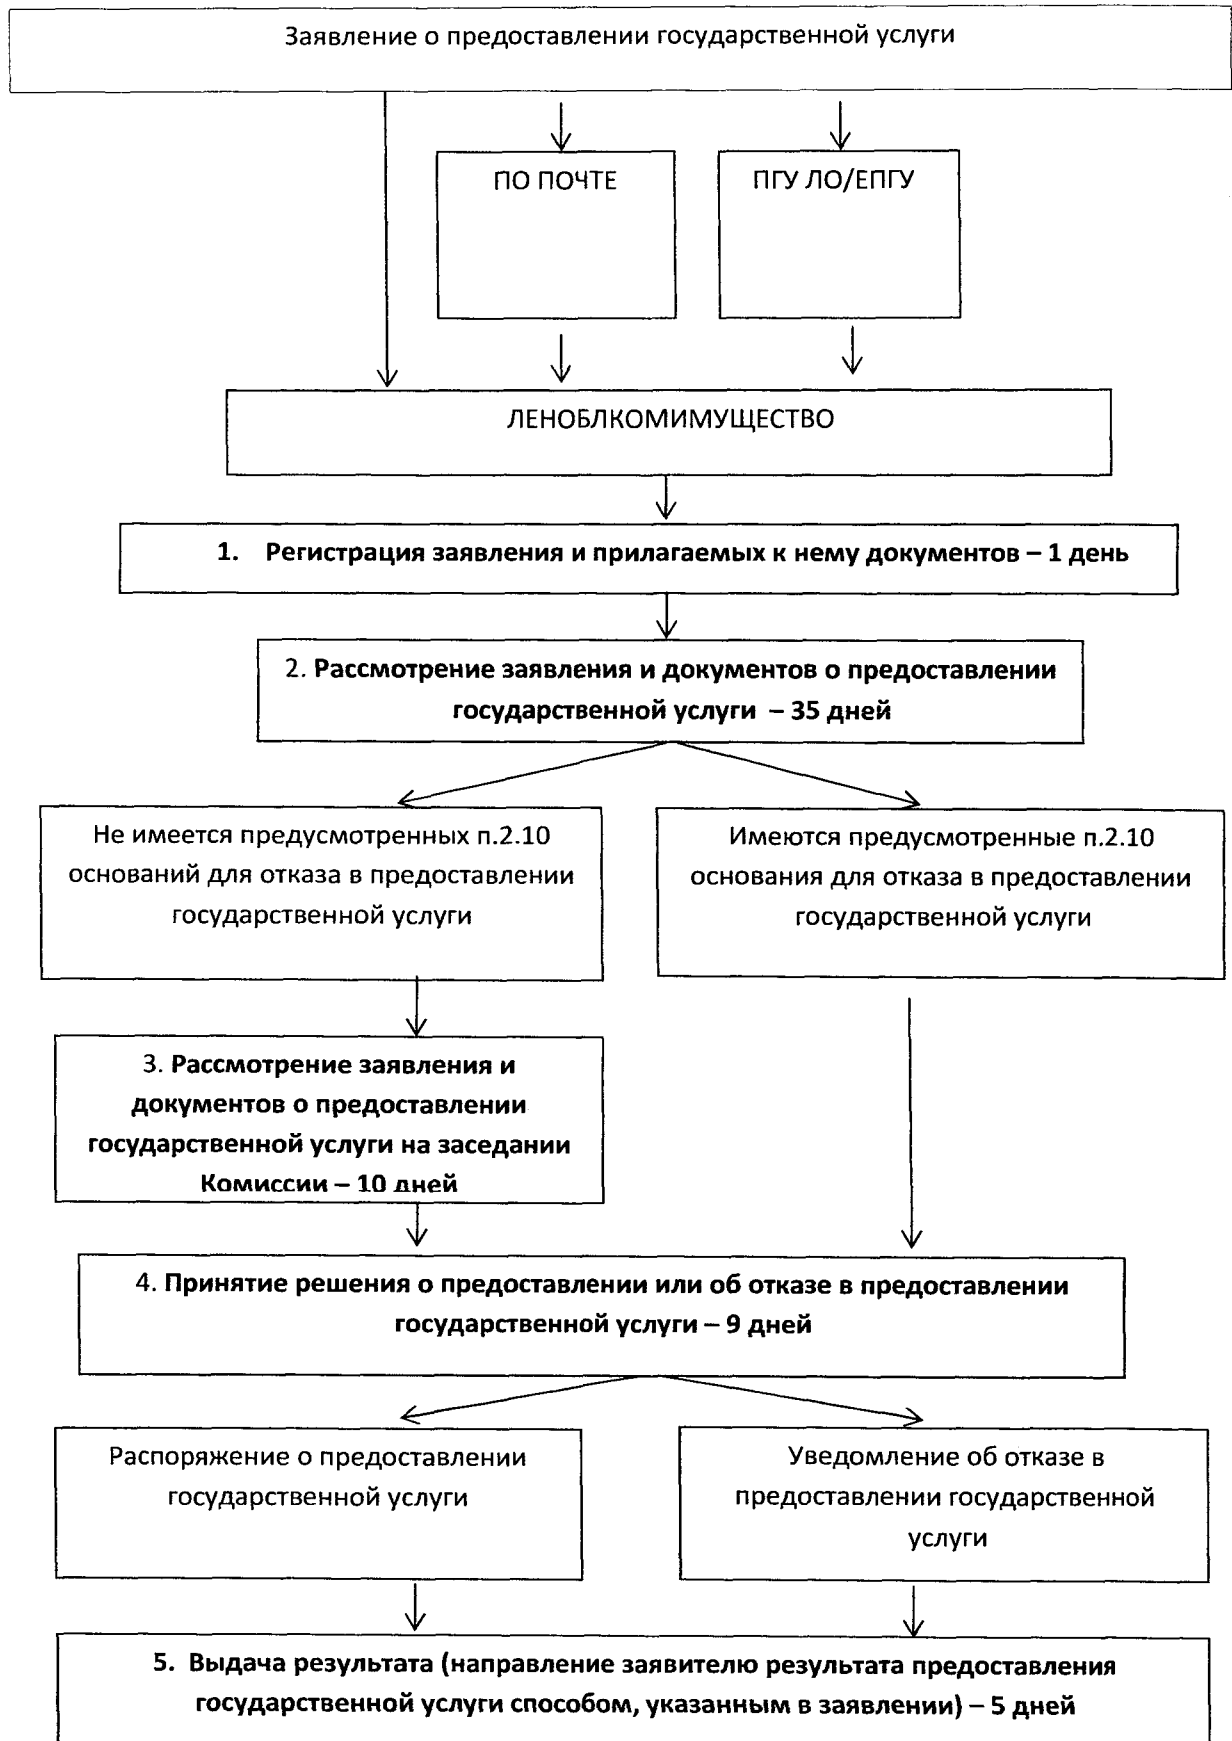 Заявление о предоставлении государственной услуги
ПО ПОЧТЕ
ПГУ ЛО/ЕПГУ
ЛЕНОБЛКОМИМУЩЕСТВО
1. Регистрация заявления и прилагаемых к нему документов – 1 день
2. Рассмотрение заявления и документов о предоставлении
государственной услуги – 35 дней
Не имеется предусмотренных п.2.10
оснований для отказа в предоставлении
государственной услуги
Имеются предусмотренные п.2.10
основания для отказа в предоставлении
государственной услуги
3. Рассмотрение заявления и
документов о предоставлении
государственной услуги на заседании
Комиссии – 10 дней
4. Принятие решения о предоставлении или об отказе в предоставлении
государственной услуги – 9 дней
Распоряжение о предоставлении
государственной услуги
Уведомление об отказе в
предоставлении государственной
услуги
5. Выдача результата (направление заявителю результата предоставления
государственной услуги способом, указанным в заявлении) – 5 дней